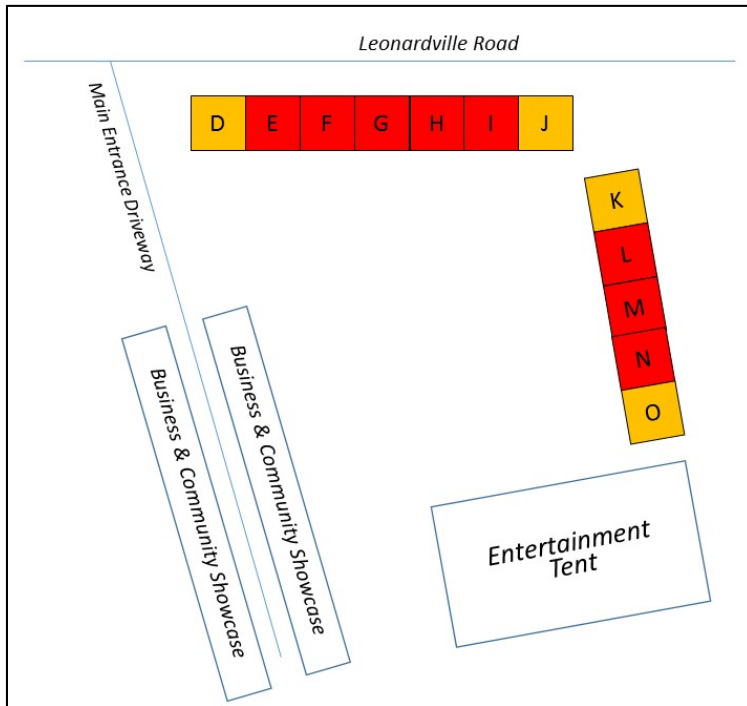 Leonardville Road
Main Entrance Driveway
D E F G H I J
K
L
M
N
O
Business & Community Showcase
Business & Community Showcase
Entertainment
Tent